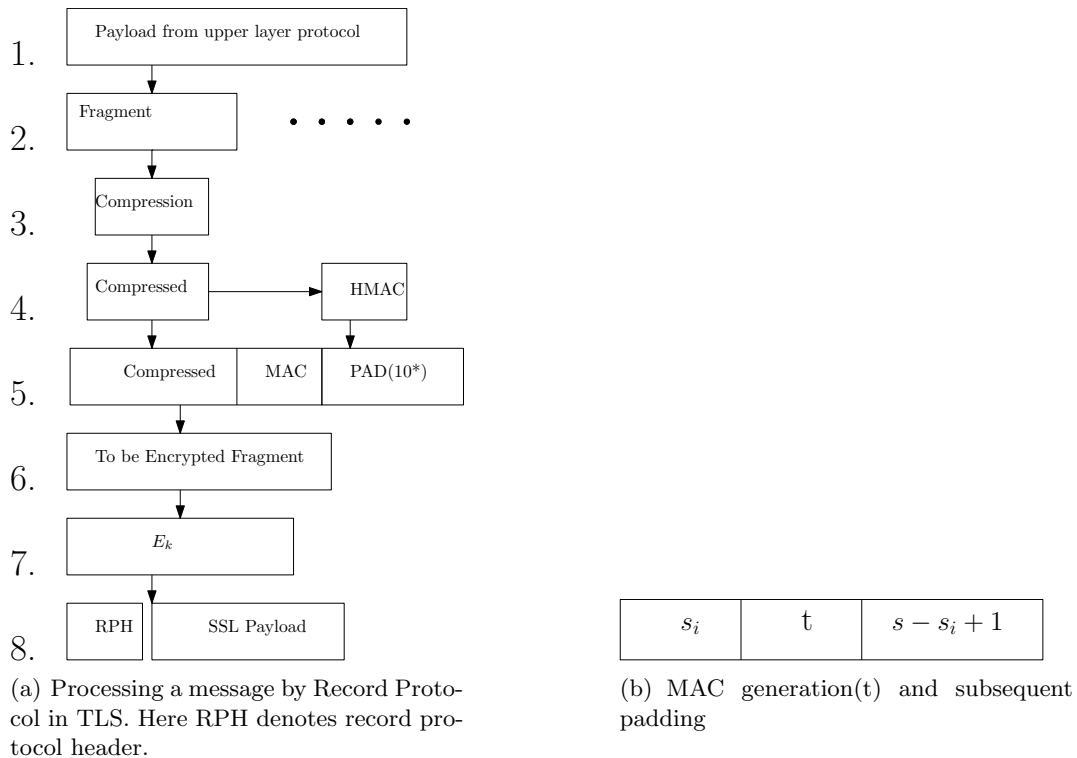 1.
Payload from upper layer protocol
2.
Fragment
3.
Compression
4.
Compressed
HMAC
5.
Compressed
MAC
PAD(10*)
6.
To be Encrypted Fragment
7.
E_k
8.
RPH
SSL Payload
(a) Processing a message by Record Proto-
col in TLS. Here RPH denotes record pro-
tocol header.
s_i
t
s − s_i + 1
(b) MAC generation(t) and subsequent
padding